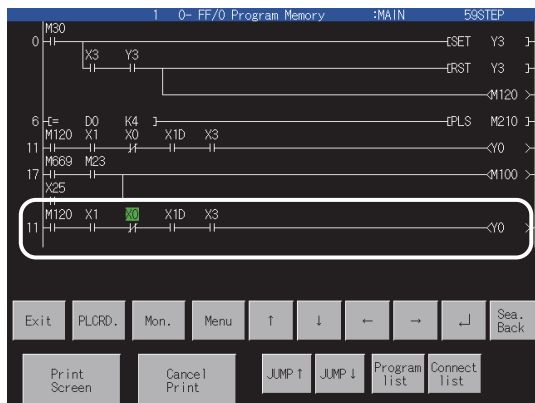 1 0- FF/0 Program Memory :MAIN 59STEP
M30
0 [SET Y3 ]
X3 Y3
[RST Y3 ]
<M120 >
6 [= D0 K4 ] [PLS M210 ]
M120 X1 X0 X1D X3
11 <Y0 >
M669 M23
17 <M100 >
X25
M120 X1 X0 X1D X3
11 <Y0 >
Exit PLCRD. Mon. Menu ↑ ↓ ← → ↵ Sea. Back
Print Screen Cancel Print JUMP↑ JUMP↓ Program list Connect list